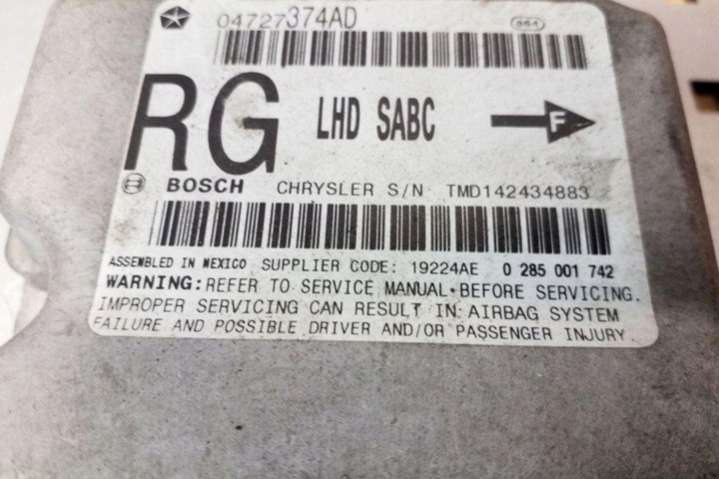 04727374AD
RG LHD SABC F
BOSCH CHRYSLER S/N TMD142434883
ASSEMBLED IN MEXICO SUPPLIER CODE: 19224AE 0 285 001 742
WARNING: REFER TO SERVICE MANUAL BEFORE SERVICING.
IMPROPER SERVICING CAN RESULT IN AIRBAG SYSTEM
FAILURE AND POSSIBLE DRIVER AND/OR PASSENGER INJURY.